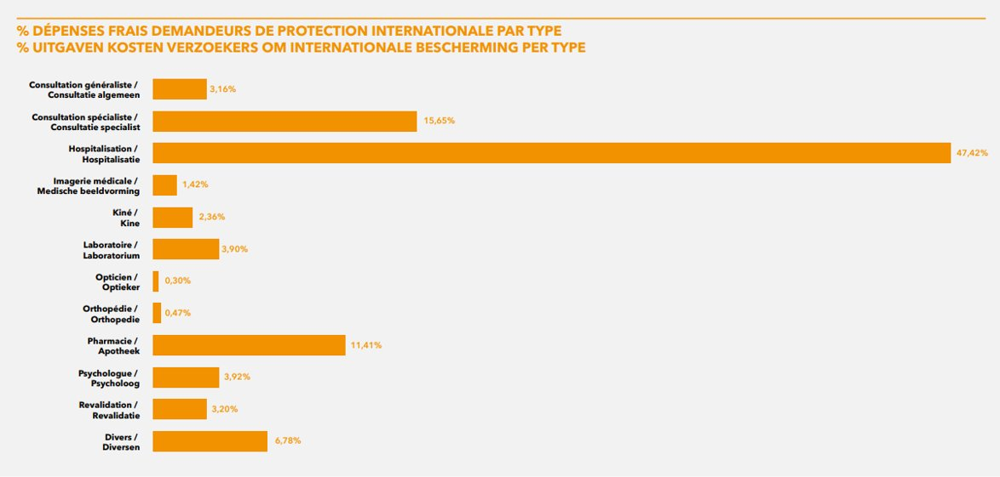 % DÉPENSES FRAIS DEMANDEURS DE PROTECTION INTERNATIONALE PAR TYPE
% UITGAVEN KOSTEN VERZOEKERS OM INTERNATIONALE BESCHERMING PER TYPE
Consultation généraliste /
Consultatie algemeen
3,16%
Consultation spécialiste /
Consultatie specialist
15,65%
Hospitalisation /
Hospitalisatie
47,42%
Imagerie médicale /
Medische beeldvorming
1,42%
Kiné /
Kine
2,36%
Laboratoire /
Laboratorium
3,90%
Opticien /
Optieker
0,30%
Orthopédie /
Orthopedie
0,47%
Pharmacie /
Apotheek
11,41%
Psychologue /
Psycholoog
3,92%
Revalidation /
Revalidatie
3,20%
Divers /
Diversen
6,78%